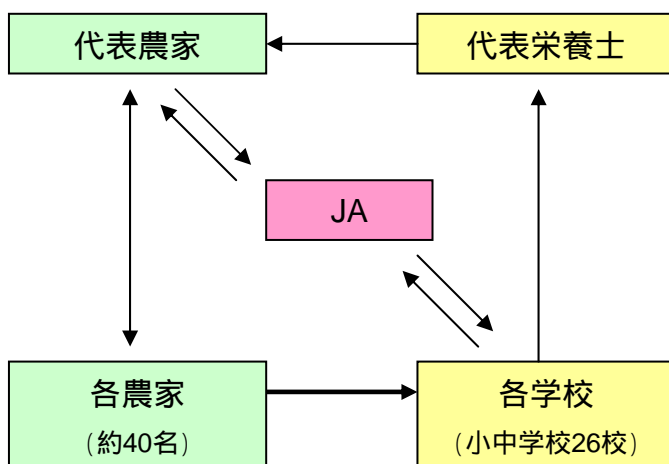 代表農家
代表栄養士
JA
各農家
（約40名）
各学校
（小中学校26校）